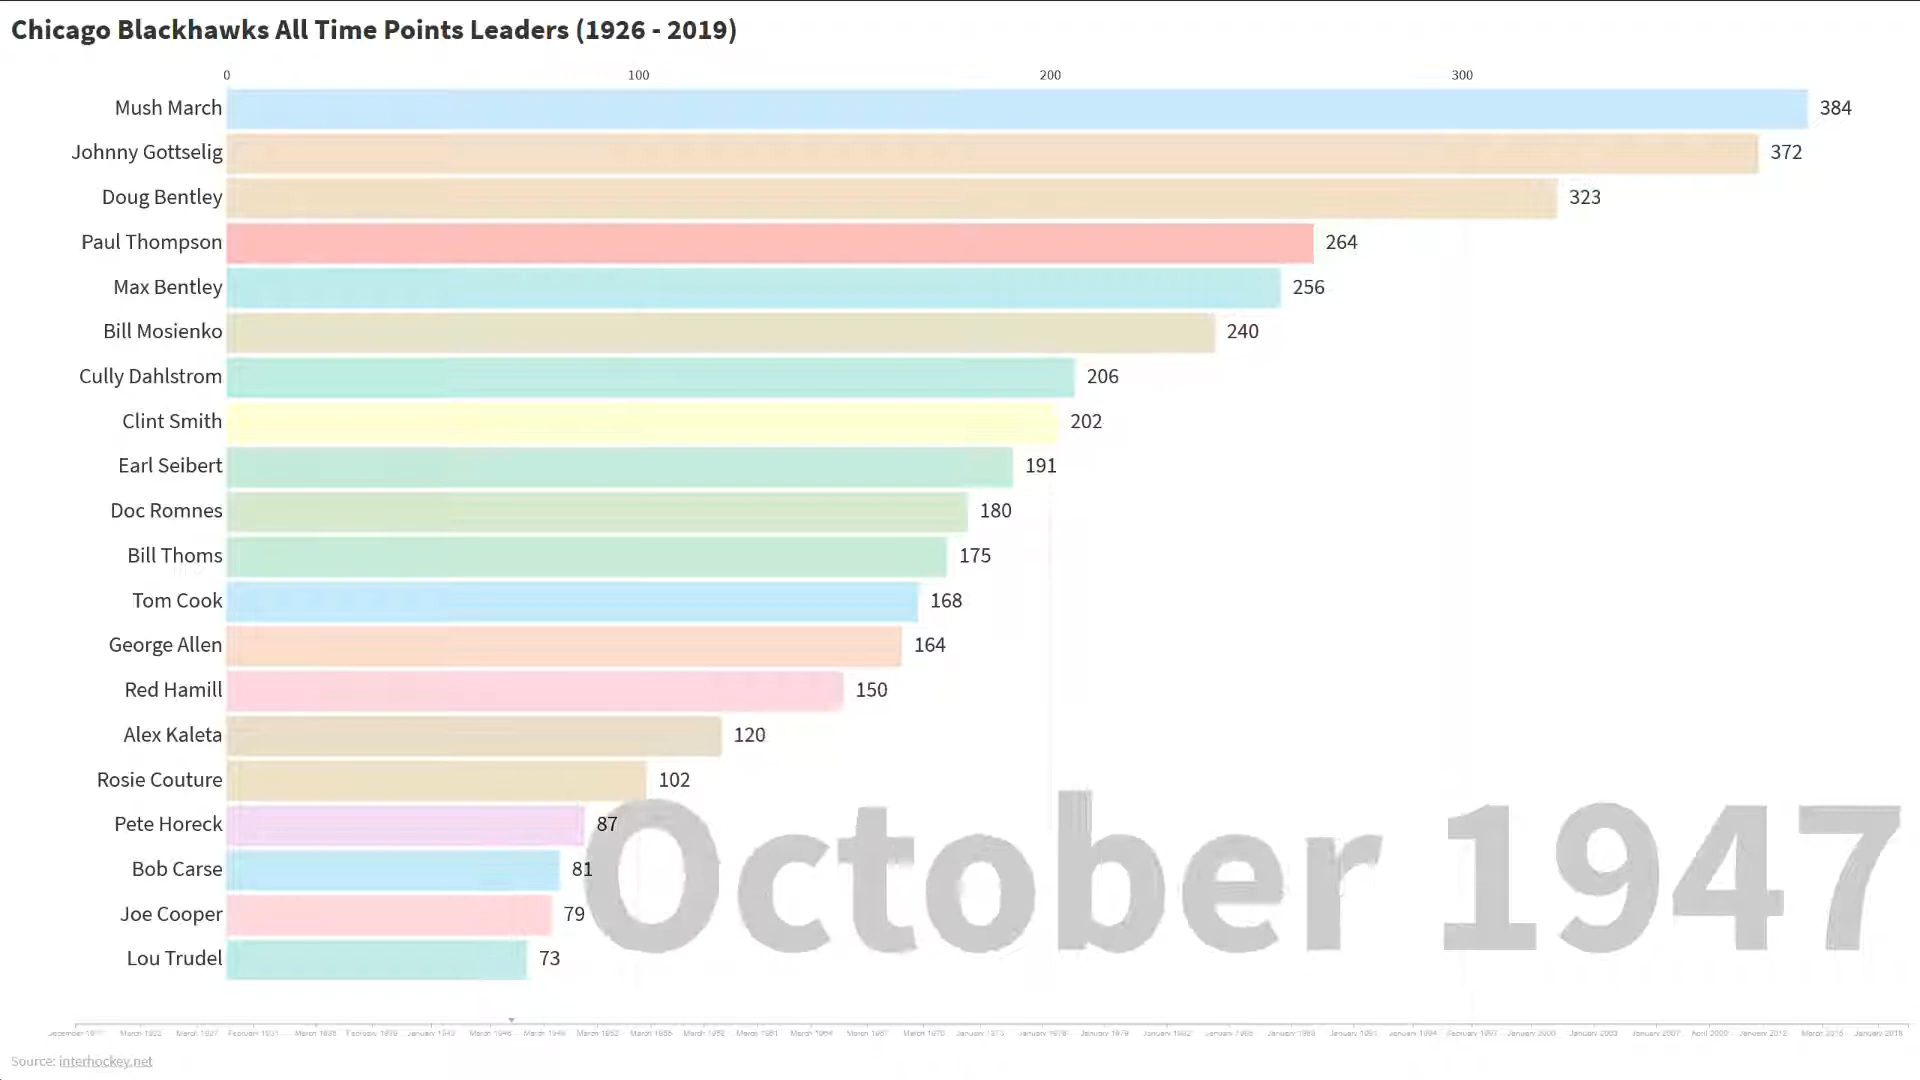 Chicago Blackhawks All Time Points Leaders (1926 - 2019)
0 100 200 300
Mush March 384
Johnny Gottselig 372
Doug Bentley 323
Paul Thompson 264
Max Bentley 256
Bill Mosienko 240
Cully Dahlstrom 206
Clint Smith 202
Earl Seibert 191
Doc Romnes 180
Bill Thoms 175
Tom Cook 168
George Allen 164
Red Hamill 150
Alex Kaleta 120
Rosie Couture 102
Pete Horeck 87
Bob Carse 81
Joe Cooper 79
Lou Trudel 73
October 1947
Source: interhockey.net